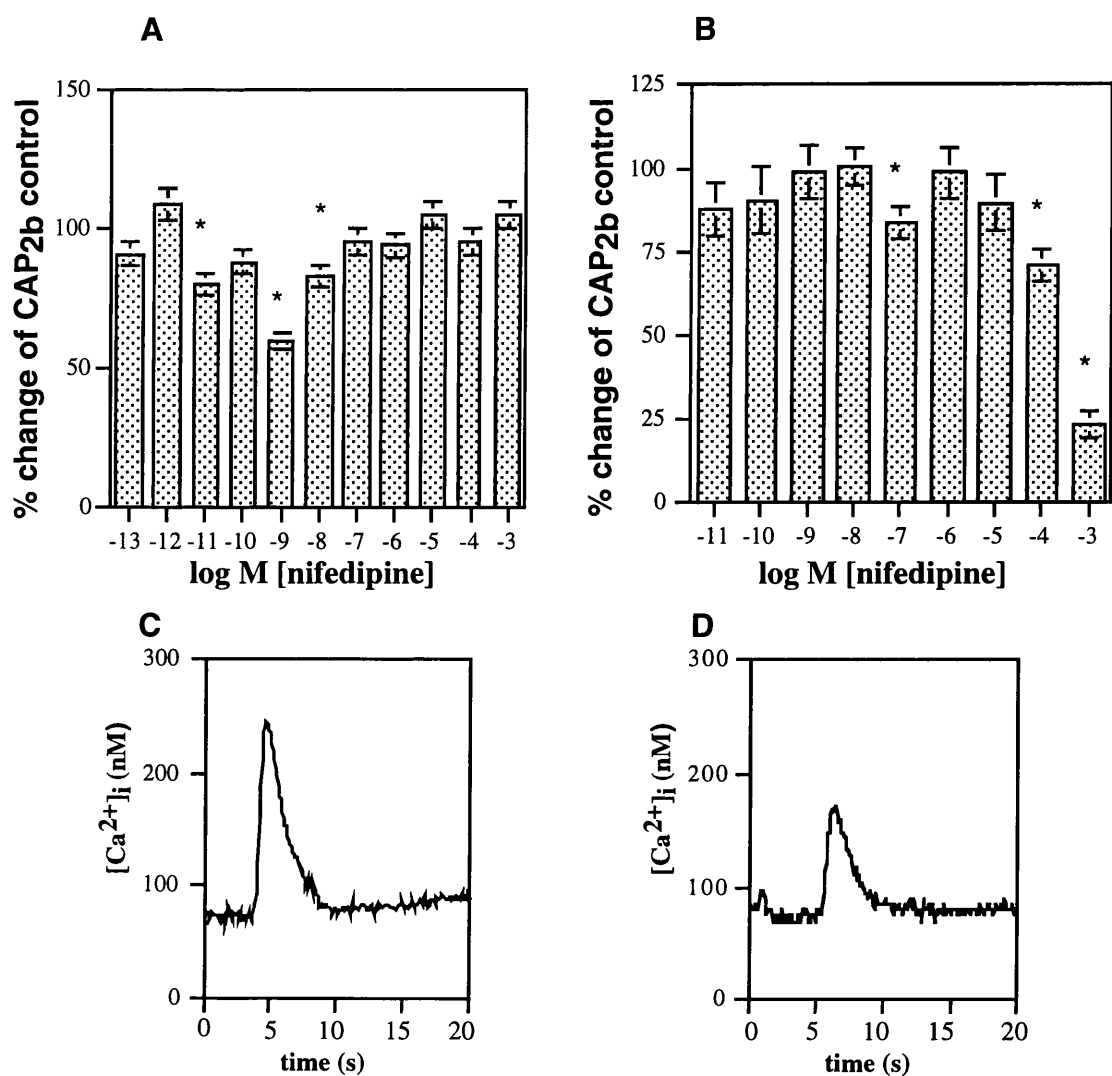 A
% change of CAP2b control
150
100
50
0
* * * *
-13 -12 -11 -10 -9 -8 -7 -6 -5 -4 -3
log M [nifedipine]
B
% change of CAP2b control
125
100
75
50
25
0
* * *
-11 -10 -9 -8 -7 -6 -5 -4 -3
log M [nifedipine]
C
[Ca2+]i (nM)
300
200
100
0
0 5 10 15 20
time (s)
D
[Ca2+]i (nM)
300
200
100
0
0 5 10 15 20
time (s)